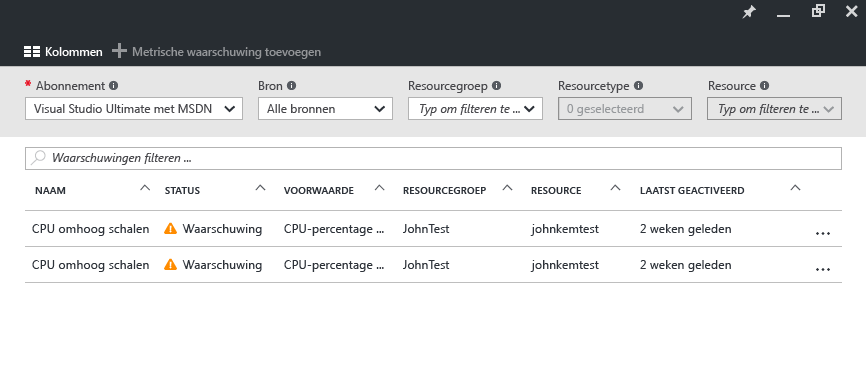 Kolommen Metrische waarschuwing toevoegen
* Abonnement Bron Resourcegroep Resourcetype Resource
Visual Studio Ultimate met MSDN Alle bronnen Typ om filteren te ... 0 geselecteerd Typ om filteren te ...
Waarschuwingen filteren ...
NAAM STATUS VOORWAARDE RESOURCEGROEP RESOURCE LAATST GEACTIVEERD
CPU omhoog schalen Waarschuwing CPU-percentage ... JohnTest johnkemtest 2 weken geleden ...
CPU omhoog schalen Waarschuwing CPU-percentage ... JohnTest johnkemtest 2 weken geleden ...